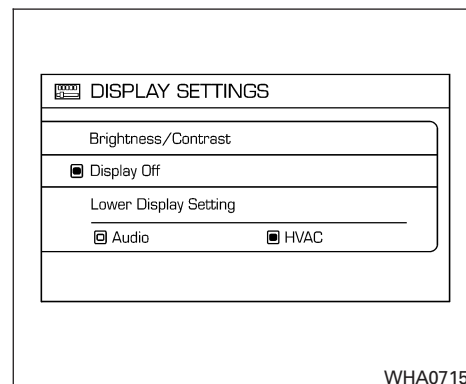 DISPLAY SETTINGS
Brightness/Contrast
Display Off
Lower Display Setting
Audio HVAC
WHA0715